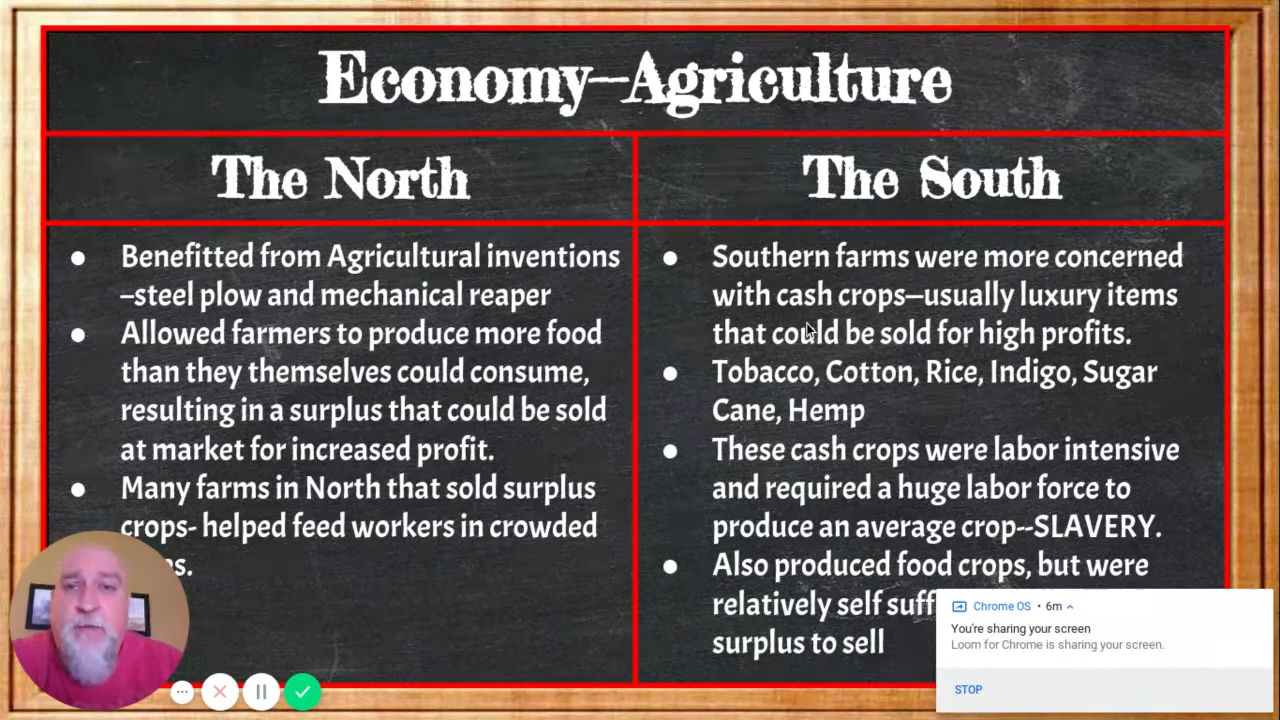 Economy—Agriculture
The North
The South
● Benefitted from Agricultural inventions
–steel plow and mechanical reaper
● Allowed farmers to produce more food
than they themselves could consume,
resulting in a surplus that could be sold
at market for increased profit.
● Many farms in North that sold surplus
crops- helped feed workers in crowded
● Southern farms were more concerned
with cash crops—usually luxury items
that could be sold for high profits.
● Tobacco, Cotton, Rice, Indigo, Sugar
Cane, Hemp
● These cash crops were labor intensive
and required a huge labor force to
produce an average crop--SLAVERY.
● Also produced food crops, but were
relatively self
surplus to sell
Chrome OS • 6m
You're sharing your screen
Loom for Chrome is sharing your screen.
STOP